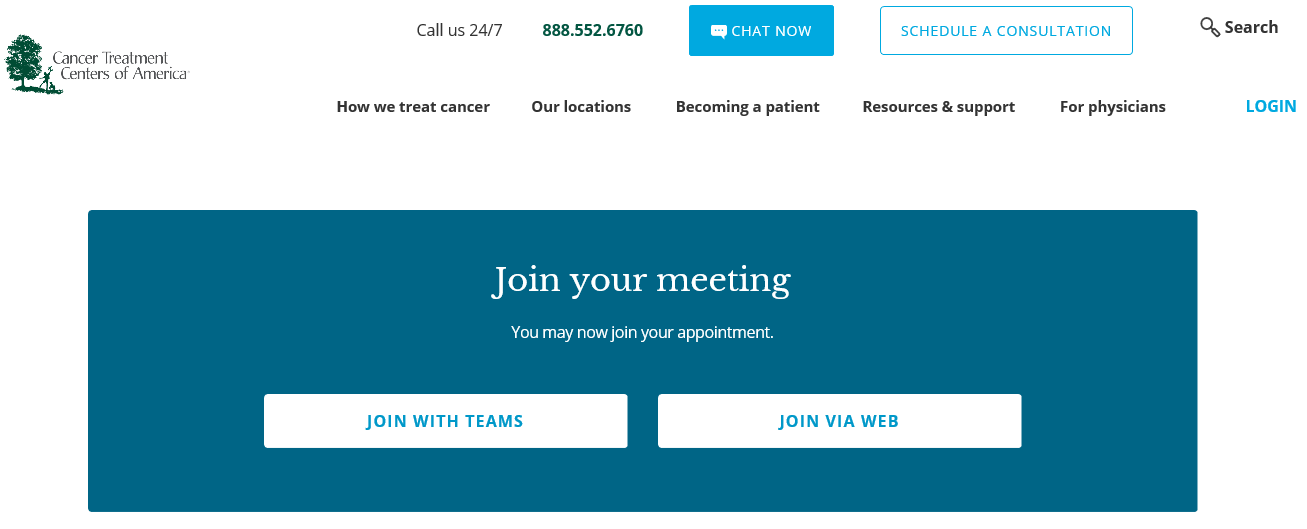 Call us 24/7 888.552.6760 CHAT NOW SCHEDULE A CONSULTATION Search
Cancer Treatment
Centers of America®
How we treat cancer Our locations Becoming a patient Resources & support For physicians LOGIN
Join your meeting
You may now join your appointment.
JOIN WITH TEAMS JOIN VIA WEB